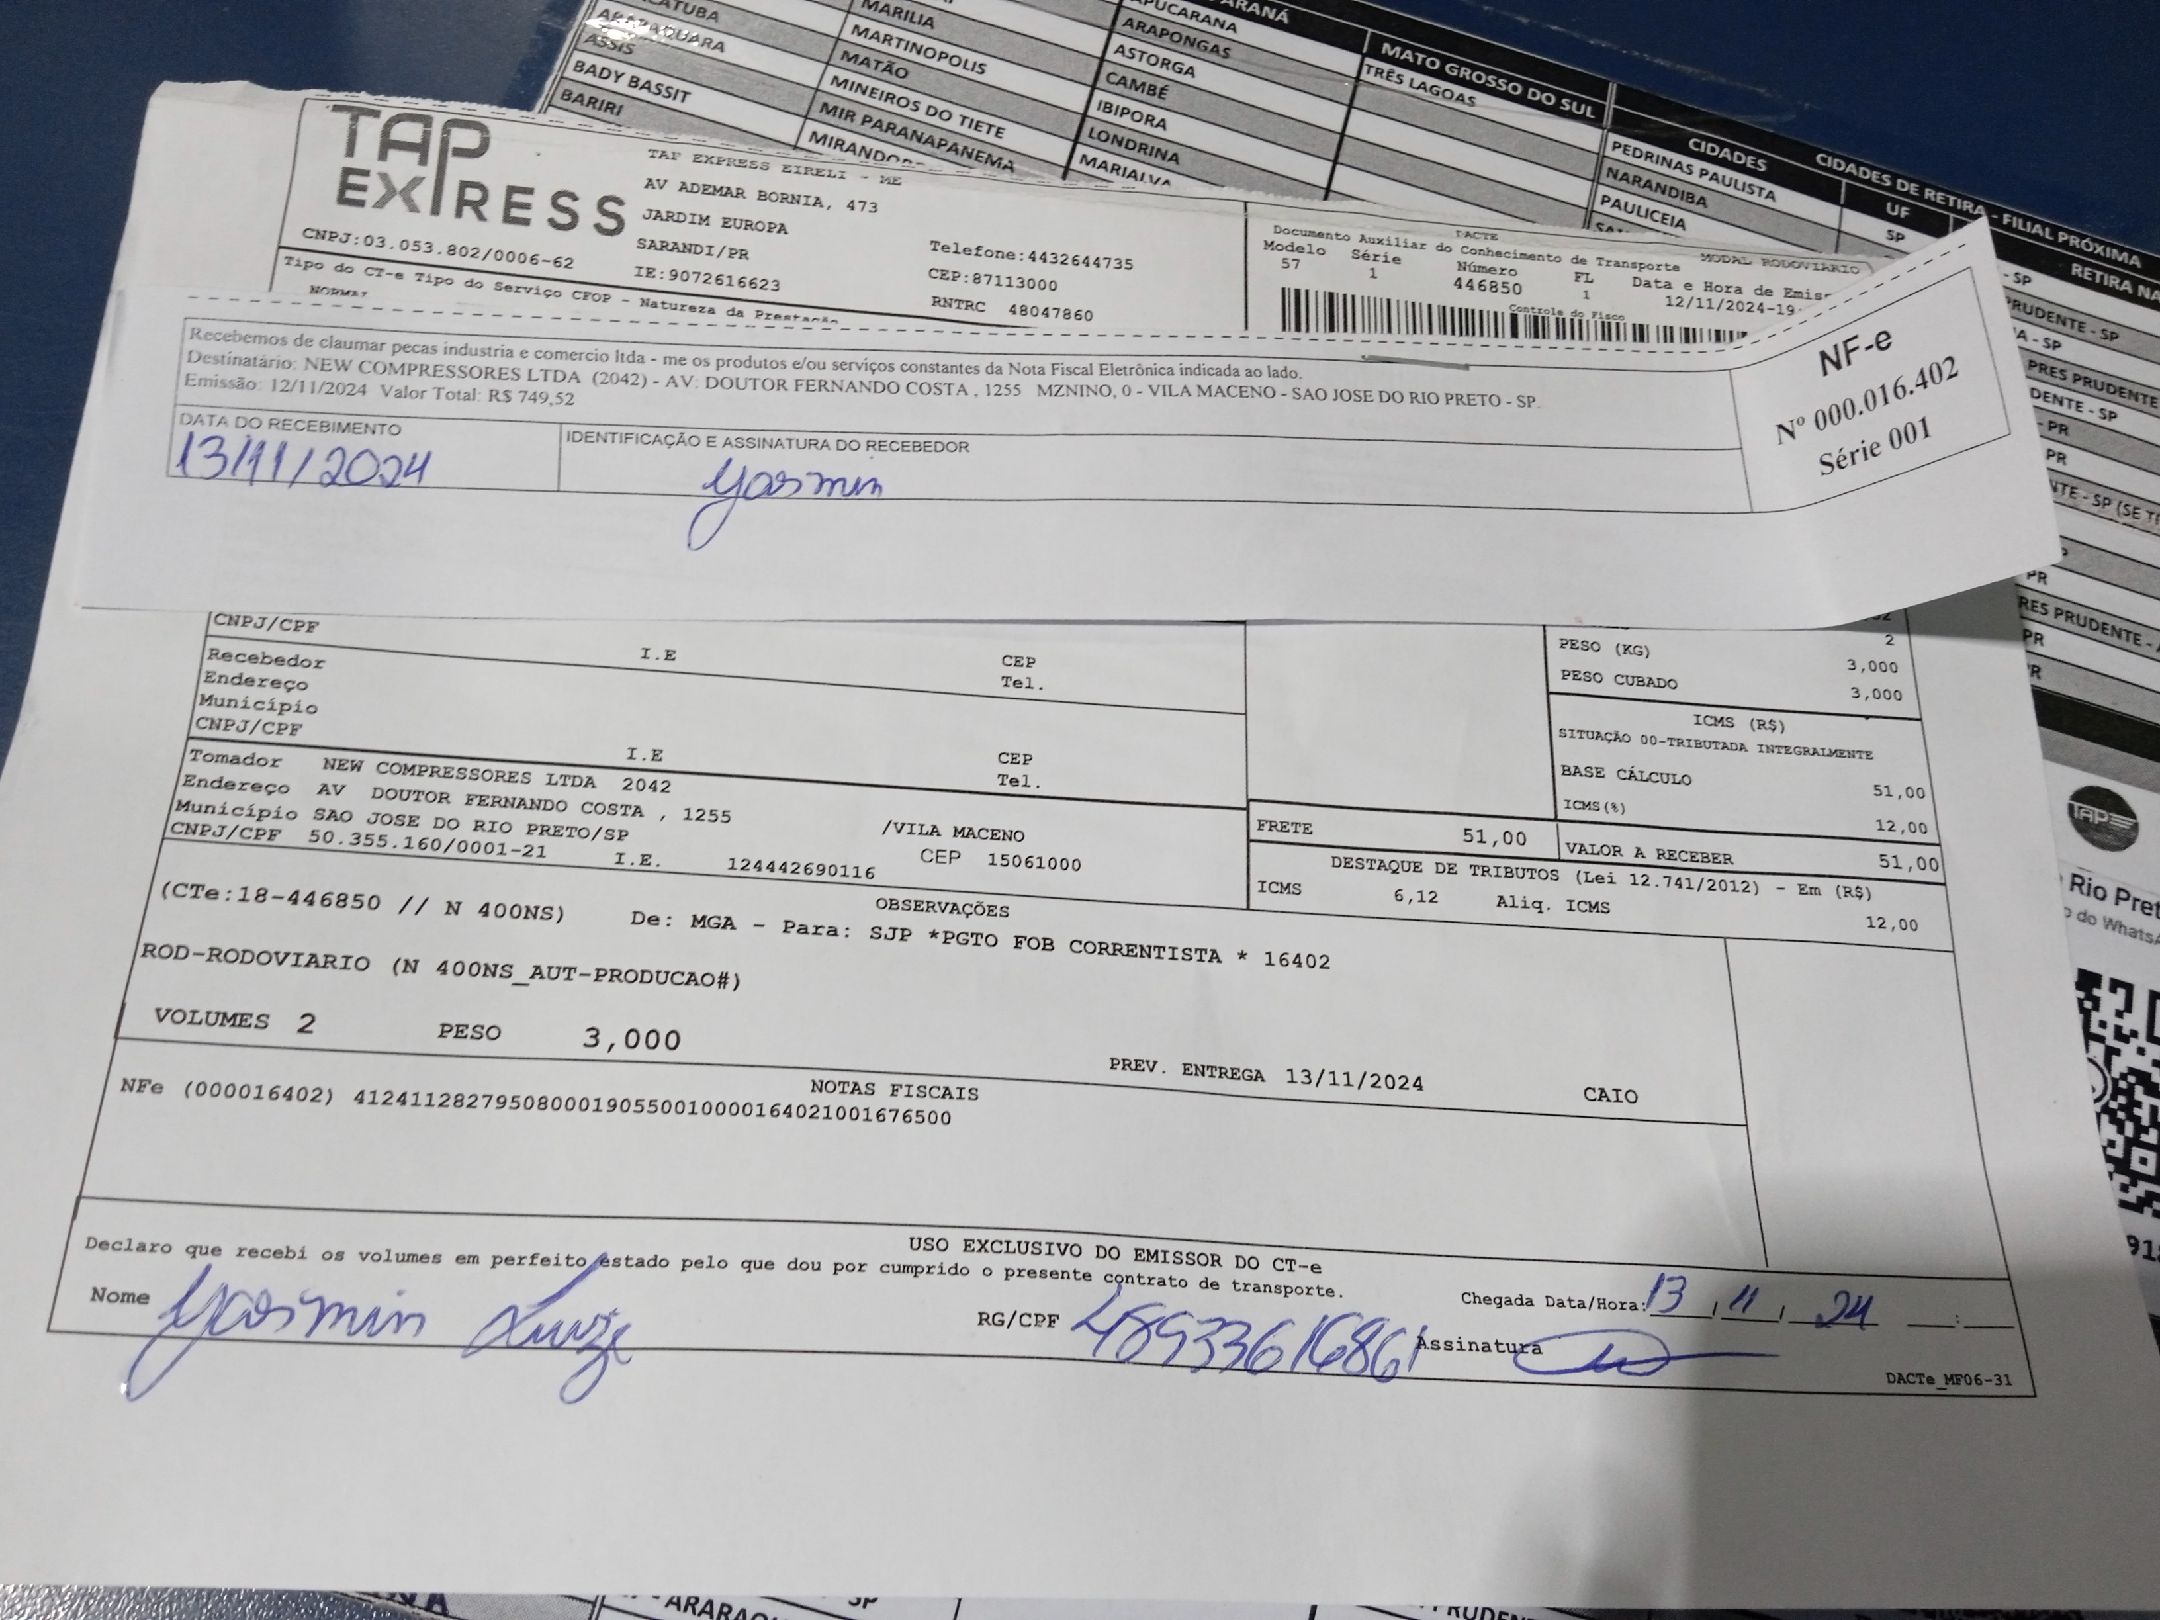 CATUBA
ARARAQUARA
ASSIS
BADY BASSIT
BARIRI
MARILIA
MARTINOPOLIS
MATÃO
MINEIROS DO TIETE
MIR PARANAPANEMA
APUCARANA
ARAPONGAS
ASTORGA
CAMBÉ
IBIPORA
LONDRINA
MARIALVA
PARANÁ
MATO GROSSO DO SUL
TRÊS LAGOAS
CIDADES
PEDRINAS PAULISTA
NARANDIBA
PAULICEIA
UF
SP
CIDADES DE RETIRA - FILIAL PRÓXIMA
RETIRA NA
TAP
EXPRESS
CNPJ:03.053.802/0006-62
TAP EXPRESS EIRELI - ME
AV ADEMAR BORNIA, 473
JARDIM EUROPA
SARANDI/PR
IE:9072616623
Telefone:4432644735
CEP:87113000
RNTRC 48047860
DACTE
Documento Auxiliar do Conhecimento de Transporte
MODAL RODOVIÁRIO
Modelo Série Número FL Data e Hora de Emiss
57 1 446850 1 12/11/2024-19:
Controle do Fisco
Tipo do CT-e Tipo do Serviço CFOP - Natureza da Prestação
NORMAL
Recebemos de claumar pecas industria e comercio ltda - me os produtos e/ou serviços constantes da Nota Fiscal Eletrônica indicada ao lado.
Destinatário: NEW COMPRESSORES LTDA (2042) - AV: DOUTOR FERNANDO COSTA , 1255 MZNINO, 0 - VILA MACENO - SAO JOSE DO RIO PRETO - SP.
Emissão: 12/11/2024 Valor Total: R$ 749,52
DATA DO RECEBIMENTO
13/11/2024
IDENTIFICAÇÃO E ASSINATURA DO RECEBEDOR
Yasmin
NF-e
Nº 000.016.402
Série 001
CNPJ/CPF I.E CEP
Recebedor Tel.
Endereço
Município
CNPJ/CPF I.E CEP
Tel.
Tomador NEW COMPRESSORES LTDA 2042
Endereço AV DOUTOR FERNANDO COSTA , 1255 /VILA MACENO
Município SAO JOSE DO RIO PRETO/SP CEP 15061000
CNPJ/CPF 50.355.160/0001-21 I.E. 124442690116
2
PESO (KG) 3,000
PESO CUBADO 3,000
ICMS (R$)
SITUAÇÃO 00-TRIBUTADA INTEGRALMENTE
BASE CÁLCULO 51,00
ICMS(%) 12,00
FRETE 51,00 VALOR A RECEBER 51,00
DESTAQUE DE TRIBUTOS (Lei 12.741/2012) - Em (R$)
ICMS 6,12 Aliq. ICMS 12,00
OBSERVAÇÕES
(CTe:18-446850 // N 400NS) De: MGA - Para: SJP *PGTO FOB CORRENTISTA * 16402
ROD-RODOVIARIO (N 400NS_AUT-PRODUCAO#)
VOLUMES 2 PESO 3,000 PREV. ENTREGA 13/11/2024 CAIO
NOTAS FISCAIS
NFe (000016402) 41241128279508000190550010000164021001676500
USO EXCLUSIVO DO EMISSOR DO CT-e
Declaro que recebi os volumes em perfeito estado pelo que dou por cumprido o presente contrato de transporte.
Nome Yasmin Luize
RG/CPF 48933616861
Chegada Data/Hora: 13 / 11 / 24 __:__
Assinatura
DACTe_MF06-31
TAP
Rio Pret
do Whats